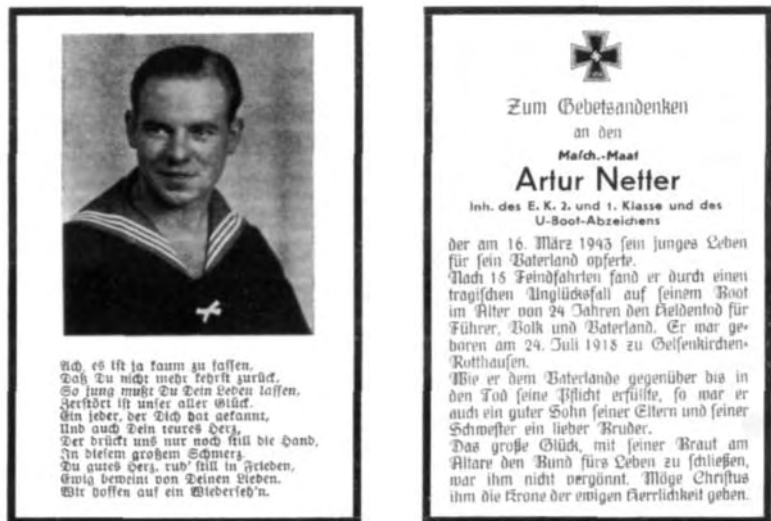 Ach, es ist ja kaum zu fassen,
Daß Du nicht mehr kehrst zurück.
So jung mußt Du Dein Leben lassen,
Zerstört ist unser aller Glück.
Ein jeder, der Dich hat gekannt,
Und auch Dein teures Herz,
Der drückt uns nur noch still die Hand,
In diesem großem Schmerz.
Du gutes Herz, ruh' still in Frieden,
Ewig beweint von Deinen Lieben.
Wir hoffen auf ein Wiederseh'n.
Zum Gebetsandenken
an den
Masch.-Maat
Artur Netter
Inh. des E. K. 2. und 1. Klasse und des
U-Boot-Abzeichens
der am 16. März 1943 sein junges Leben
für sein Vaterland opferte.
Nach 15 Feindfahrten fand er durch einen
tragischen Unglücksfall auf seinem Boot
im Alter von 24 Jahren den Heldentod für
Führer, Volk und Vaterland. Er war ge-
boren am 24. Juli 1918 zu Gelsenkirchen-
Rotthausen.
Wie er dem Vaterlande gegenüber bis in
den Tod seine Pflicht erfüllte, so war er
auch ein guter Sohn seiner Eltern und seiner
Schwester ein lieber Bruder.
Das große Glück, mit seiner Braut am
Altare den Bund fürs Leben zu schließen,
war ihm nicht vergönnt. Möge Christus
ihm die Krone der ewigen Herrlichkeit geben.